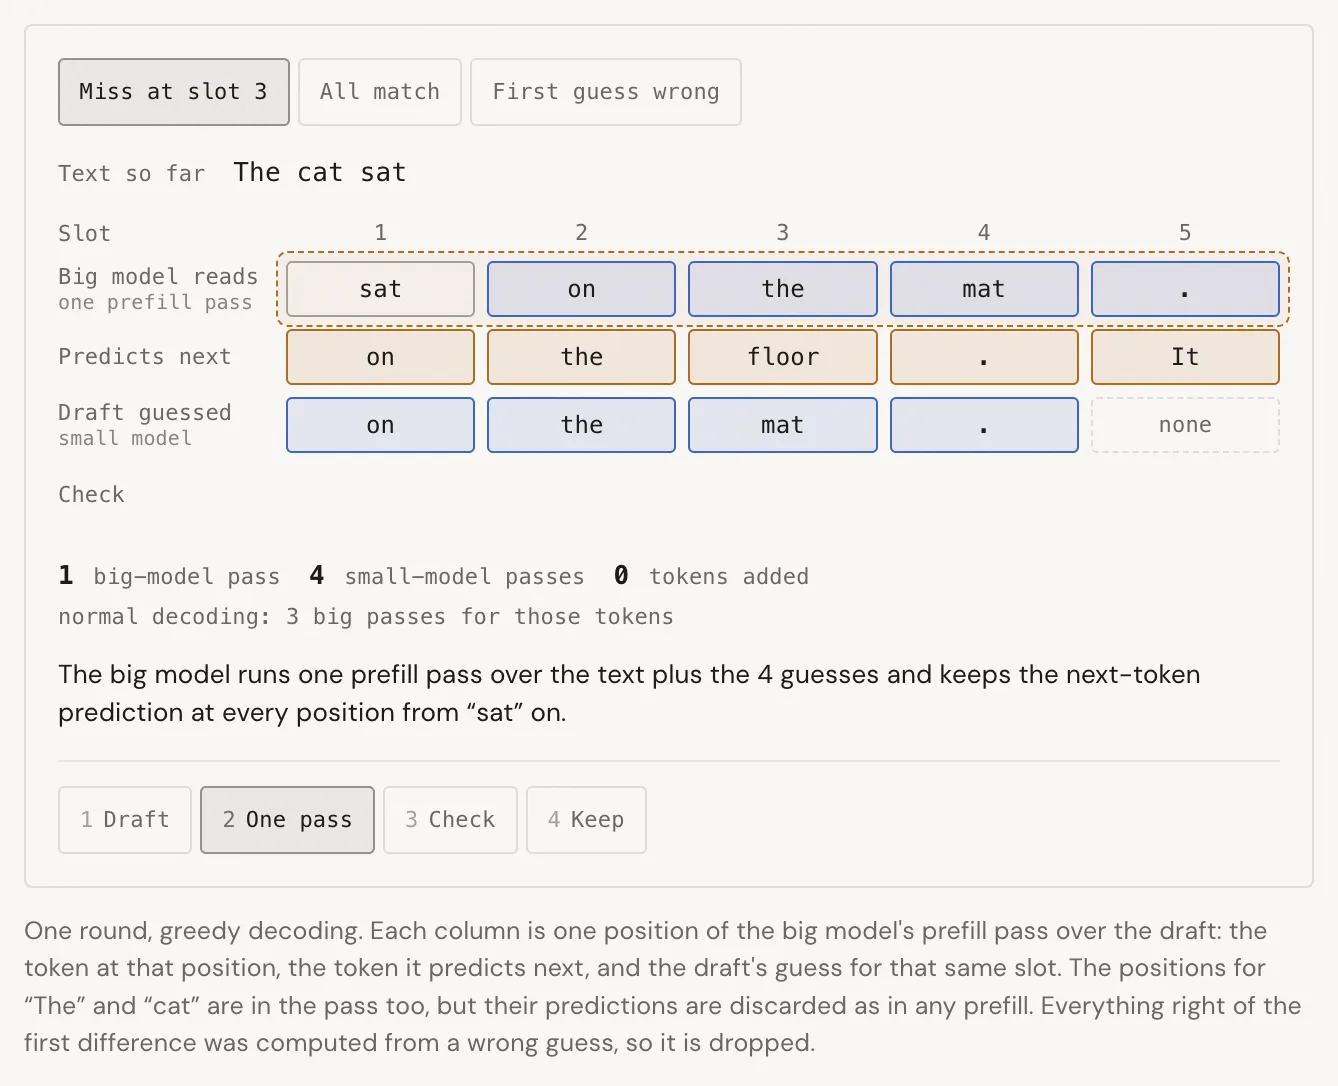 Miss at slot 3 All match First guess wrong
Text so far The cat sat
Slot 1 2 3 4 5
Big model reads sat on the mat .
one prefill pass
Predicts next on the floor . It
Draft guessed on the mat . none
small model
Check
1 big-model pass 4 small-model passes 0 tokens added
normal decoding: 3 big passes for those tokens
The big model runs one prefill pass over the text plus the 4 guesses and keeps the next-token
prediction at every position from “sat” on.
1 Draft 2 One pass 3 Check 4 Keep
One round, greedy decoding. Each column is one position of the big model's prefill pass over the draft: the
token at that position, the token it predicts next, and the draft's guess for that same slot. The positions for
“The” and “cat” are in the pass too, but their predictions are discarded as in any prefill. Everything right of the
first difference was computed from a wrong guess, so it is dropped.